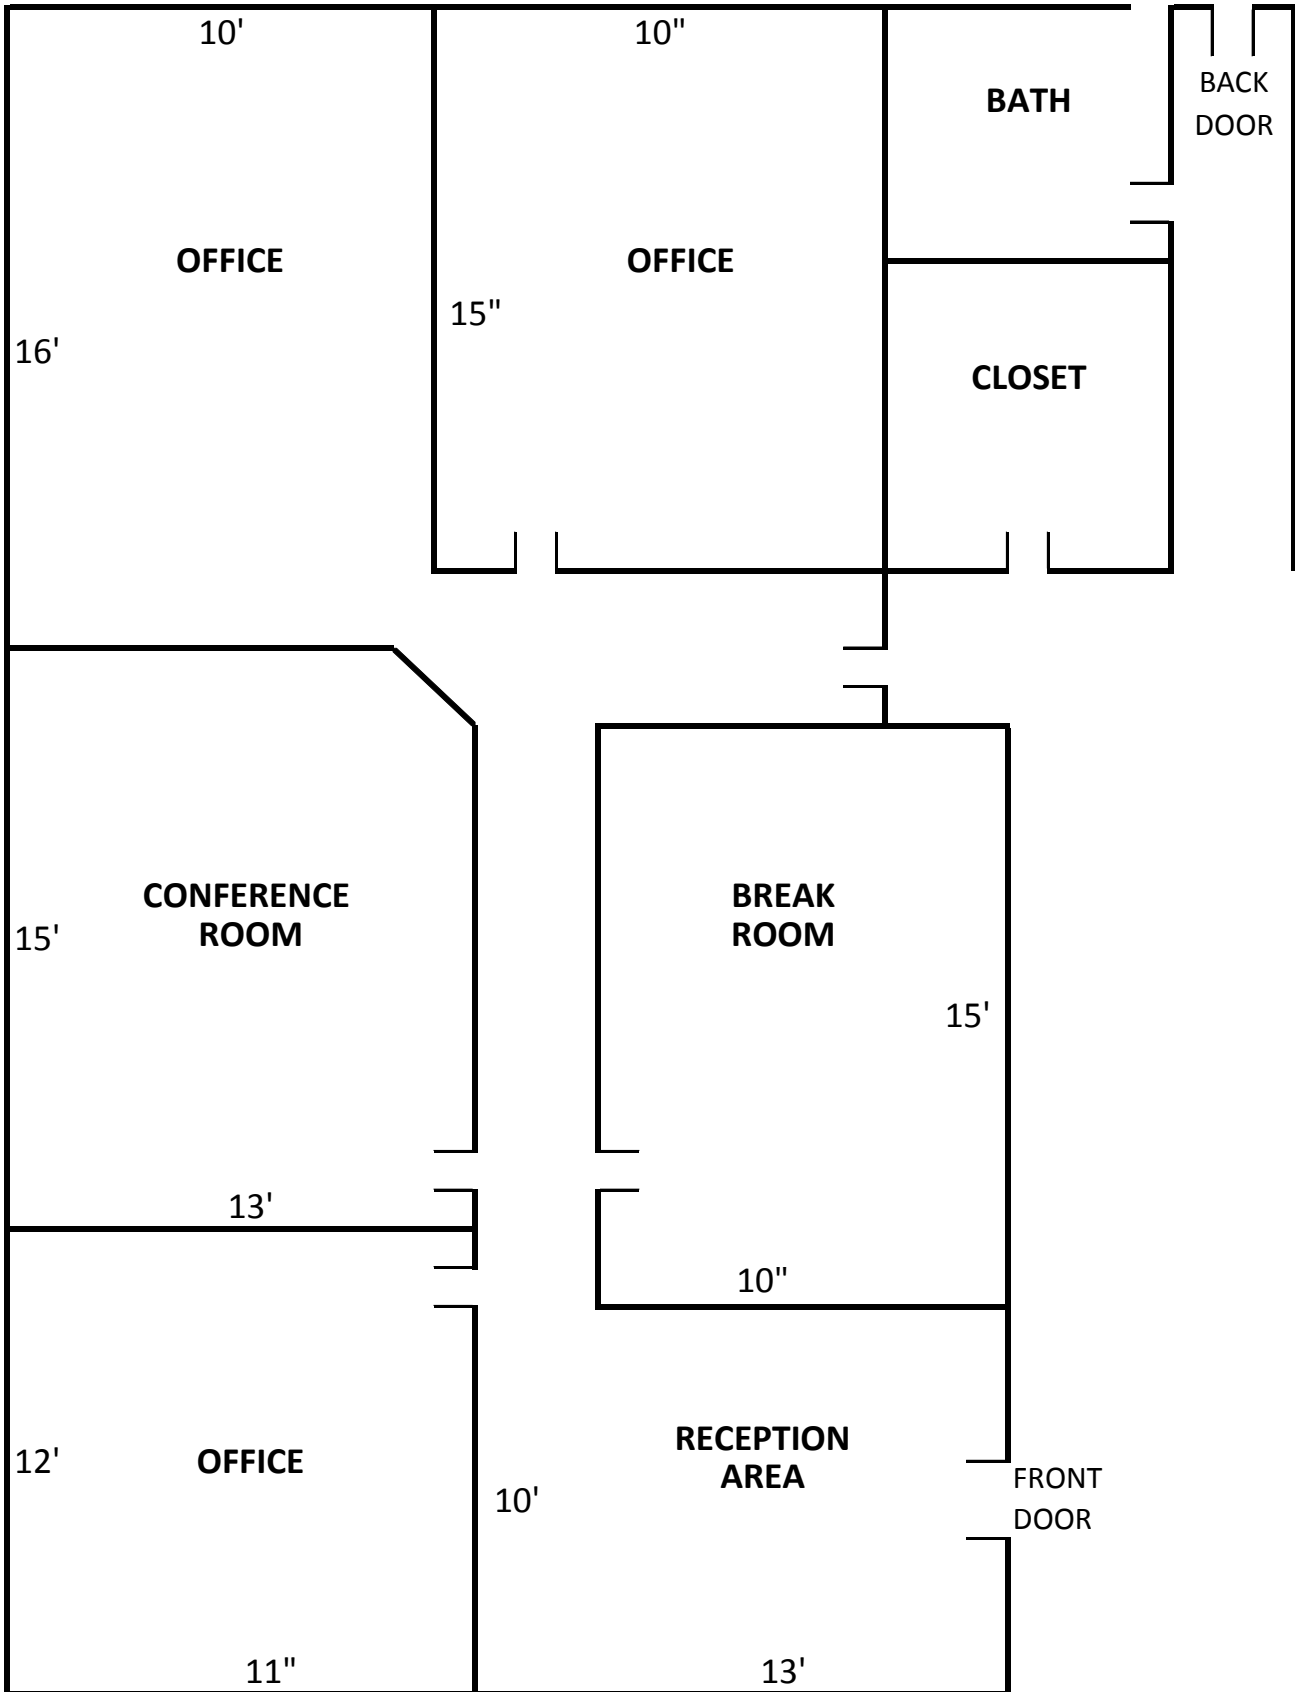 10'
10"
BATH
BACK
DOOR
OFFICE
OFFICE
15"
16'
CLOSET
CONFERENCE
ROOM
BREAK
ROOM
15'
15'
13'
10"
12'
OFFICE
RECEPTION
AREA
10'
FRONT
DOOR
11"
13'